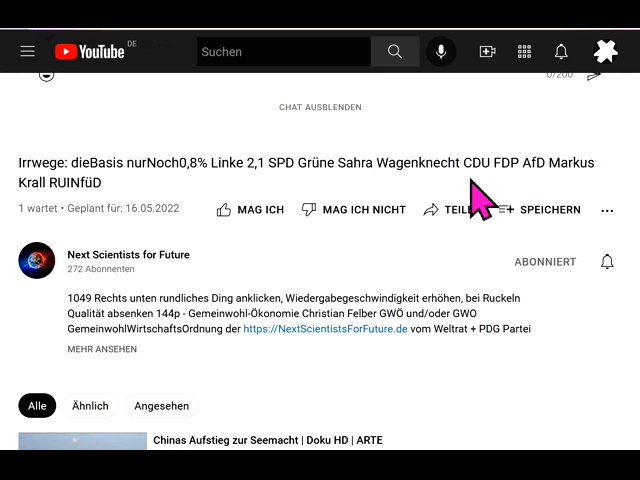 YouTube DE
Suchen
0/200
CHAT AUSBLENDEN
Irrwege: dieBasis nurNoch0,8% Linke 2,1 SPD Grüne Sahra Wagenknecht CDU FDP AfD Markus
Krall RUINfüD
1 wartet • Geplant für: 16.05.2022
MAG ICH
MAG ICH NICHT
SPEICHERN
Next Scientists for Future
272 Abonnenten
ABONNIERT
1049 Rechts unten rundliches Ding anklicken, Wiedergabegeschwindigkeit erhöhen, bei Ruckeln
Qualität absenken 144p - Gemeinwohl-Ökonomie Christian Felber GWÖ und/oder GWO
GemeinwohlWirtschaftsOrdnung der https://NextScientistsForFuture.de vom Weltrat + PDG Partei
MEHR ANSEHEN
Alle
Ähnlich
Angesehen
Chinas Aufstieg zur Seemacht | Doku HD | ARTE